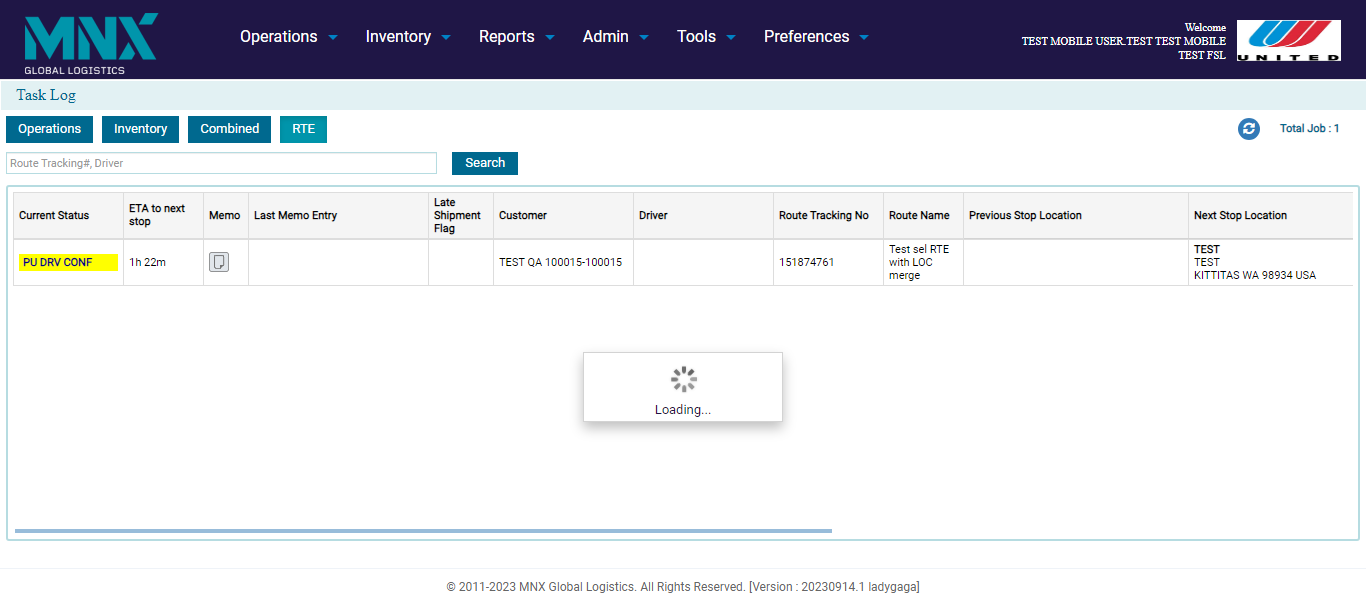 MNX
GLOBAL LOGISTICS
Operations Inventory Reports Admin Tools Preferences
Welcome
TEST MOBILE USER.TEST TEST MOBILE
TEST FSL
UNITED
Task Log
Operations Inventory Combined RTE
Total Job : 1
Route Tracking#, Driver
Search
Current Status
ETA to next
stop
Memo
Last Memo Entry
Late
Shipment
Flag
Customer
Driver
Route Tracking No
Route Name
Previous Stop Location
Next Stop Location
PU DRV CONF
1h 22m
TEST QA 100015-100015
151874761
Test sel RTE
with LOC
merge
TEST
TEST
KITTITAS WA 98934 USA
Loading...
© 2011-2023 MNX Global Logistics. All Rights Reserved. [Version : 20230914.1 ladygaga]